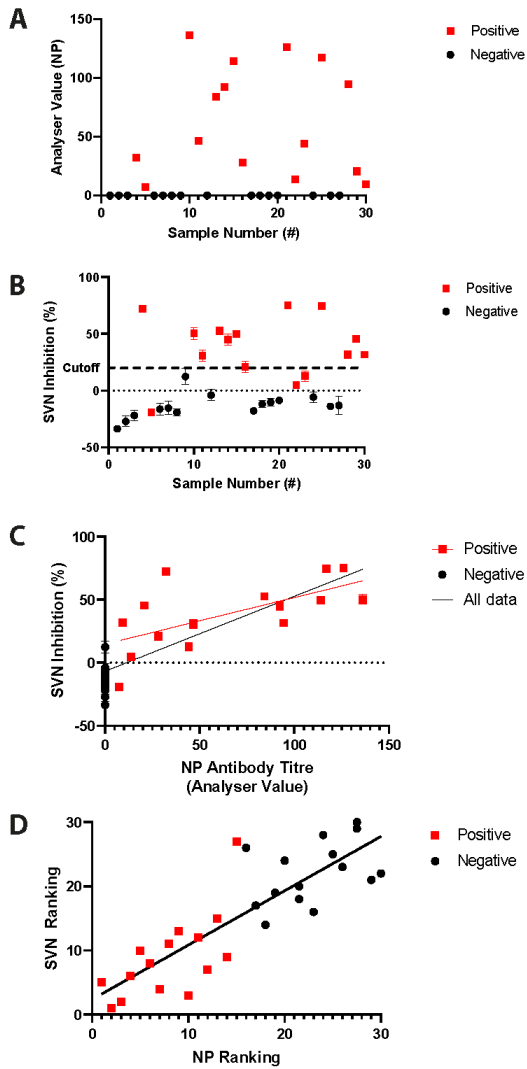 A
Analyser Value (NP)
150
100
50
0
0
10
20
30
Sample Number (#)
Positive
Negative
B
SVN Inhibition (%)
100
50
Cutoff
0
-50
10
20
30
Sample Number (#)
Positive
Negative
C
SVN Inhibition (%)
100
50
0
-50
0
50
100
150
NP Antibody Titre
(Analyser Value)
Positive
Negative
All data
D
SVN Ranking
30
20
10
0
0
10
20
30
NP Ranking
Positive
Negative